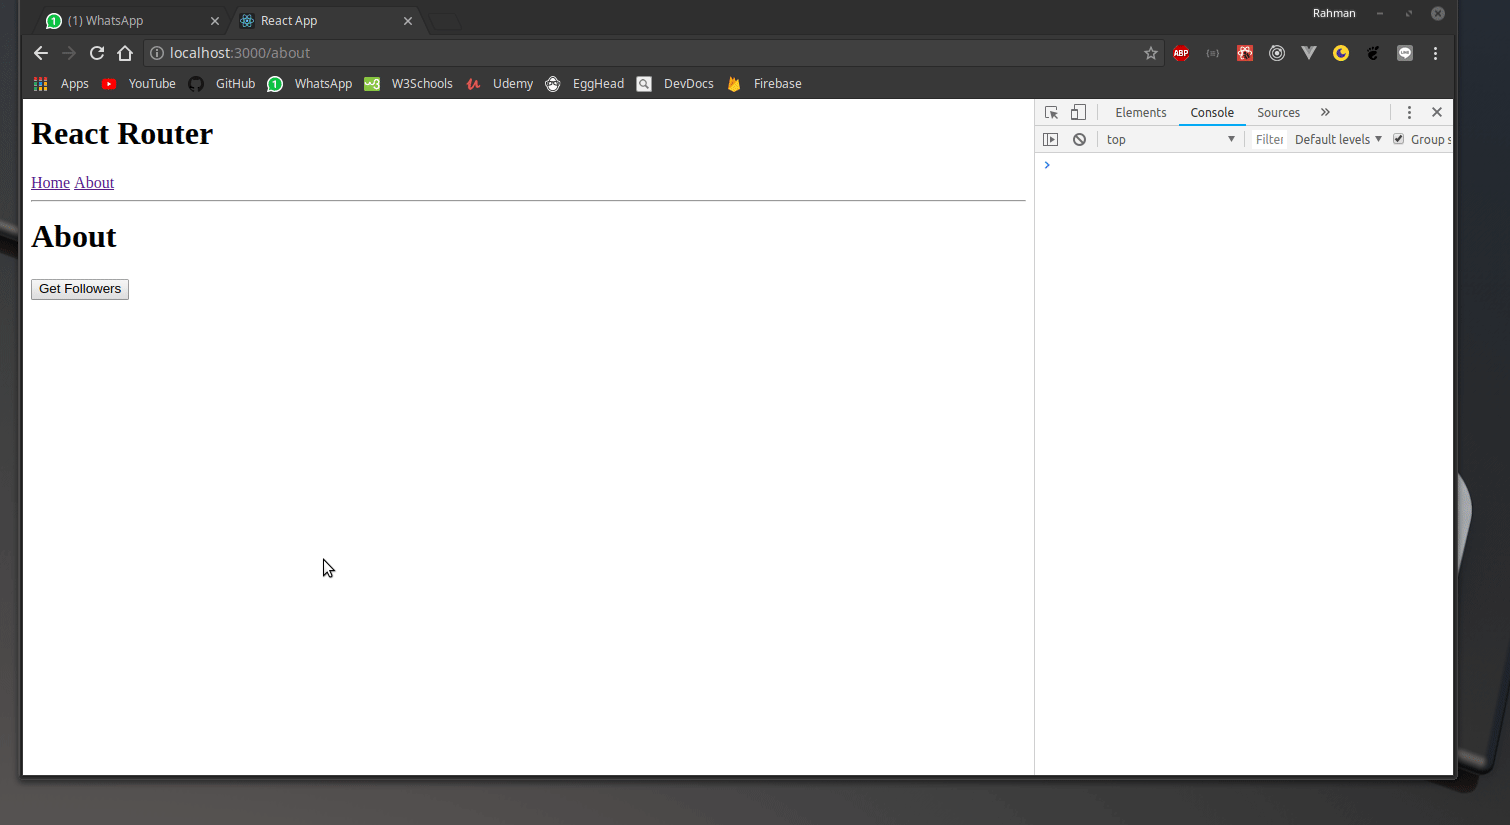 (1) WhatsApp React App Rahman
localhost:3000/about ABP
Apps YouTube GitHub WhatsApp W3Schools Udemy EggHead DevDocs Firebase
React Router
Home About
About
Get Followers
Elements Console Sources
top Filter Default levels Group s